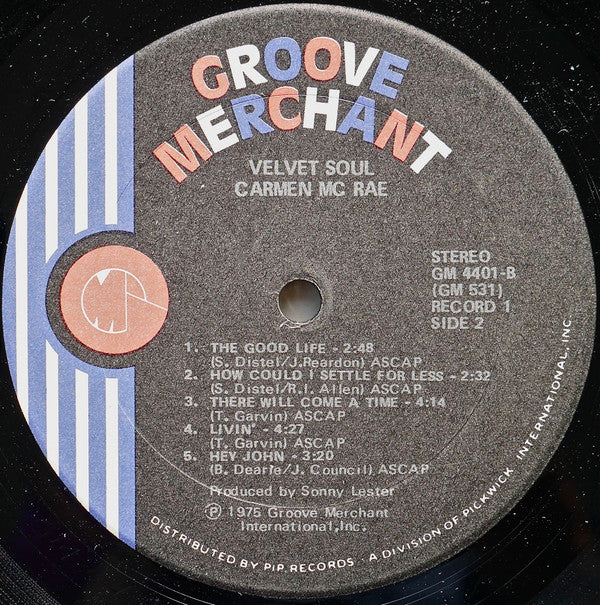 GROOVE
MERCHANT
VELVET SOUL
CARMEN MC RAE
STEREO
GM 4401-B
(GM 531)
RECORD 1
SIDE 2
1. THE GOOD LIFE - 2:48
(S. Distel/J.Reardon) ASCAP
2. HOW COULD I SETTLE FOR LESS - 2:32
(S. Distel/R.I. Allen) ASCAP
3. THERE WILL COME A TIME - 4:14
(T. Garvin) ASCAP
4. LIVIN' - 4:27
(T. Garvin) ASCAP
5. HEY JOHN - 3:20
(B. Dearie/J. Council) ASCAP
Produced by Sonny Lester
℗ 1975 Groove Merchant
International,Inc.
DISTRIBUTED BY PIP RECORDS · A DIVISION OF PICKWICK INTERNATIONAL, INC.